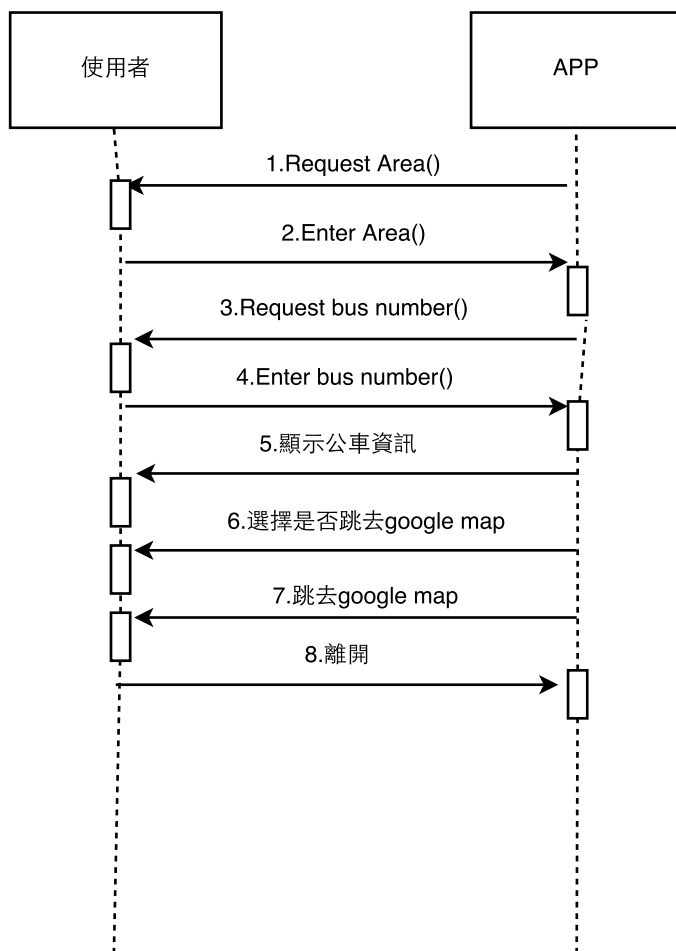 使用者
APP
1.Request Area()
2.Enter Area()
3.Request bus number()
4.Enter bus number()
5.顯示公車資訊
6.選擇是否跳去google map
7.跳去google map
8.離開